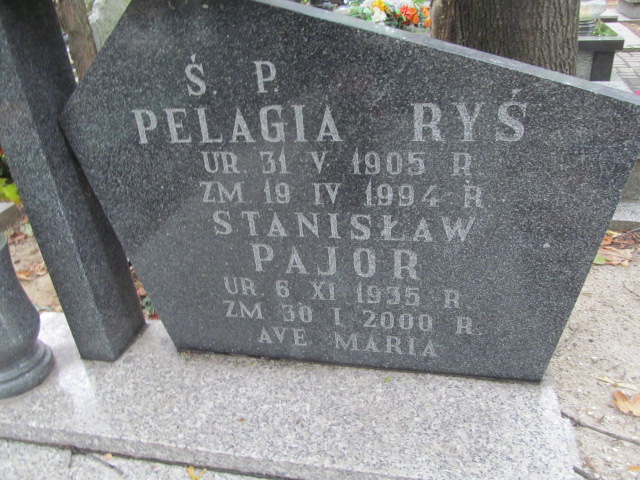 Ś. P.
PELAGIA RYŚ
UR. 31 V 1905 R
ZM. 19 IV 1994 R
STANISŁAW
PAJOR
UR. 6 XI 1935 R
ZM. 30 I 2000 R
AVE MARIA